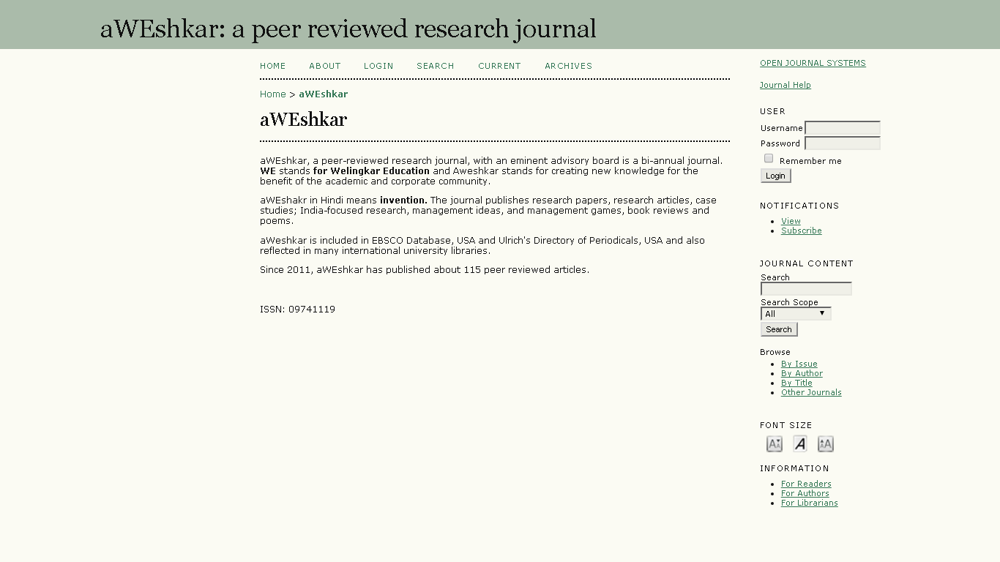 aWEshkar: a peer reviewed research journal
HOME ABOUT LOGIN SEARCH CURRENT ARCHIVES
Home > aWEshkar
aWEshkar
aWEshkar, a peer-reviewed research journal, with an eminent advisory board is a bi-annual journal.
WE stands for Welingkar Education and Aweshkar stands for creating new knowledge for the
benefit of the academic and corporate community.
aWEshakr in Hindi means invention. The journal publishes research papers, research articles, case
studies; India-focused research, management ideas, and management games, book reviews and
poems.
aWeshkar is included in EBSCO Database, USA and Ulrich's Directory of Periodicals, USA and also
reflected in many international university libraries.
Since 2011, aWEshkar has published about 115 peer reviewed articles.
ISSN: 09741119
OPEN JOURNAL SYSTEMS
Journal Help
USER
Username
Password
Remember me
Login
NOTIFICATIONS
View
Subscribe
JOURNAL CONTENT
Search
Search Scope
All
Search
Browse
By Issue
By Author
By Title
Other Journals
FONT SIZE
A A A A A
INFORMATION
For Readers
For Authors
For Librarians